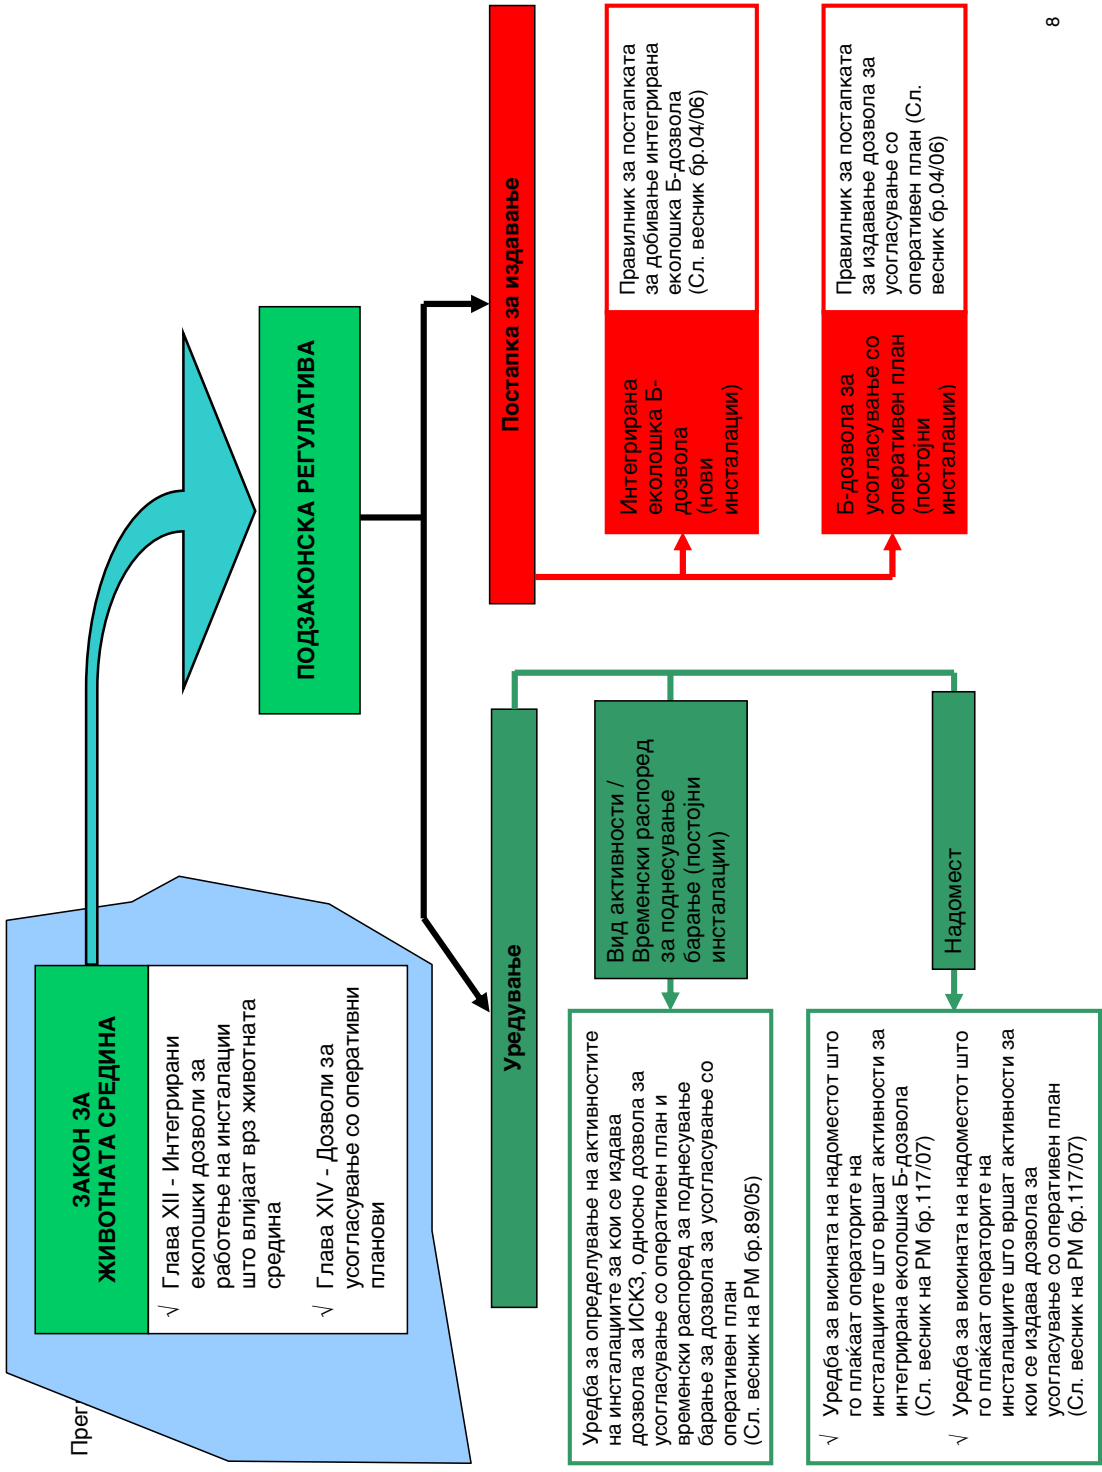 Прег
ЗАКОН ЗА
ЖИВОТНАТА СРЕДИНА
√ Глава XII - Интегрирани
еколошки дозволи за
работење на инсталации
што влијаат врз животната
средина
√ Глава XIV - Дозволи за
усогласување со оперативни
планови
ПОДЗАКОНСКА РЕГУЛАТИВА
Уредување
Постапка за издавање
Уредба за определување на активностите
на инсталациите за кои се издава
дозвола за ИСКЗ, односно дозвола за
усогласување со оперативен план и
временски распоред за поднесување
барање за дозвола за усогласување со
оперативен план
(Сл. весник на РМ бр.89/05)
Вид активности /
Временски распоред
за поднесување
барање (постојни
инсталации)
Интегрирана
еколошка Б-
дозвола
(нови
инсталации)
Правилник за постапката
за добивање интегрирана
еколошка Б-дозвола
(Сл. весник бр.04/06)
√ Уредба за висината на надоместот што
го плаќаат операторите на
инсталациите што вршат активности за
интегрирана еколошка Б-дозвола
(Сл. весник на РМ бр.117/07)
√ Уредба за висината на надоместот што
го плаќаат операторите на
инсталациите што вршат активности за
кои се издава дозвола за
усогласување со оперативен план
(Сл. весник на РМ бр.117/07)
Надомест
Б-дозвола за
усогласување со
оперативен план
(постојни
инсталации)
Правилник за постапката
за издавање дозвола за
усогласување со
оперативен план (Сл.
весник бр.04/06)
8